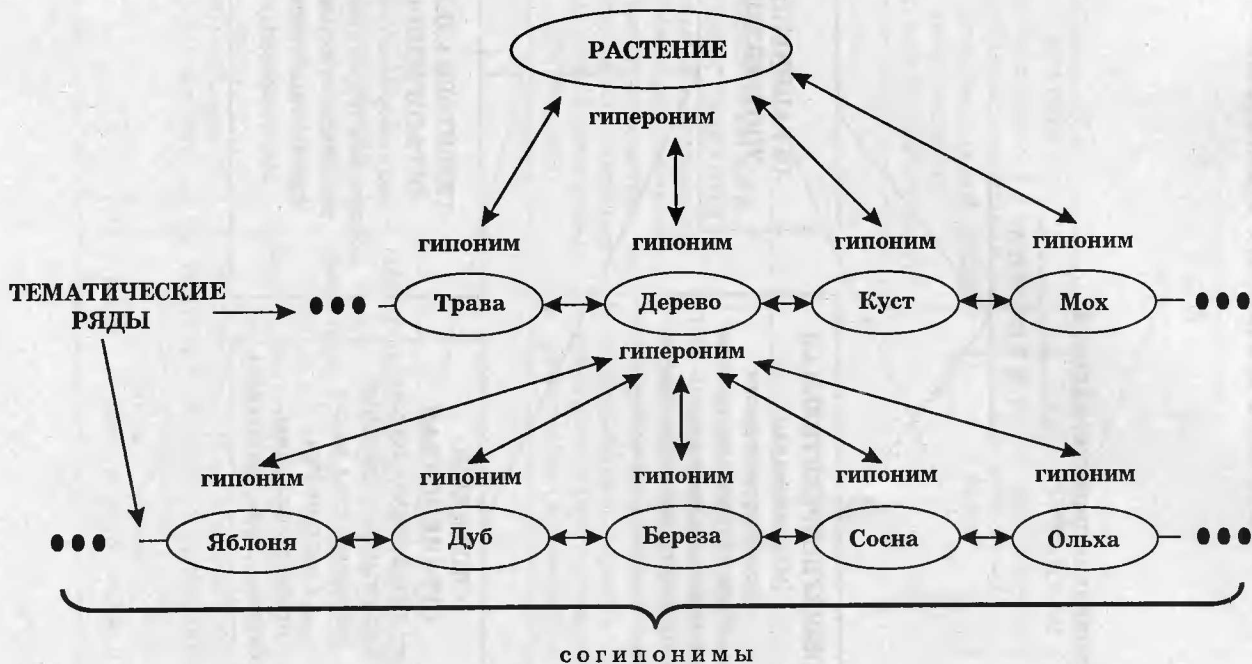 РАСТЕНИЕ
гипероним
гипоним гипоним гипоним гипоним
ТЕМАТИЧЕСКИЕ
РЯДЫ
Трава Дерево Куст Мох
гипероним
гипоним гипоним гипоним гипоним гипоним
Яблоня Дуб Береза Сосна Ольха
согипонимы